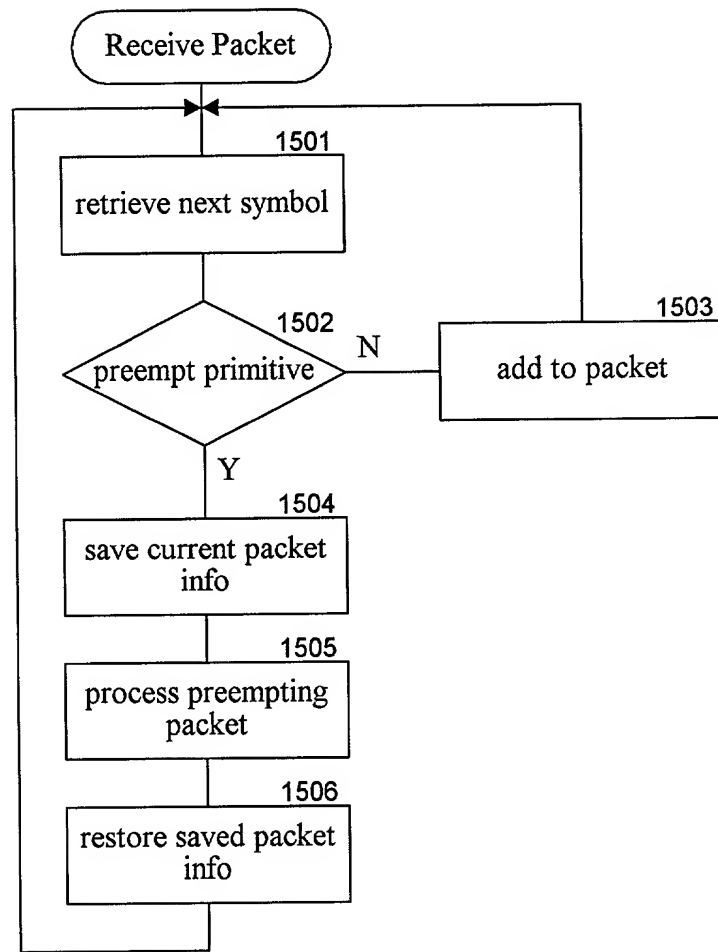 Receive Packet
1501
retrieve next symbol
1502
preempt primitive
N
1503
add to packet
Y
1504
save current packet
info
1505
process preempting
packet
1506
restore saved packet
info